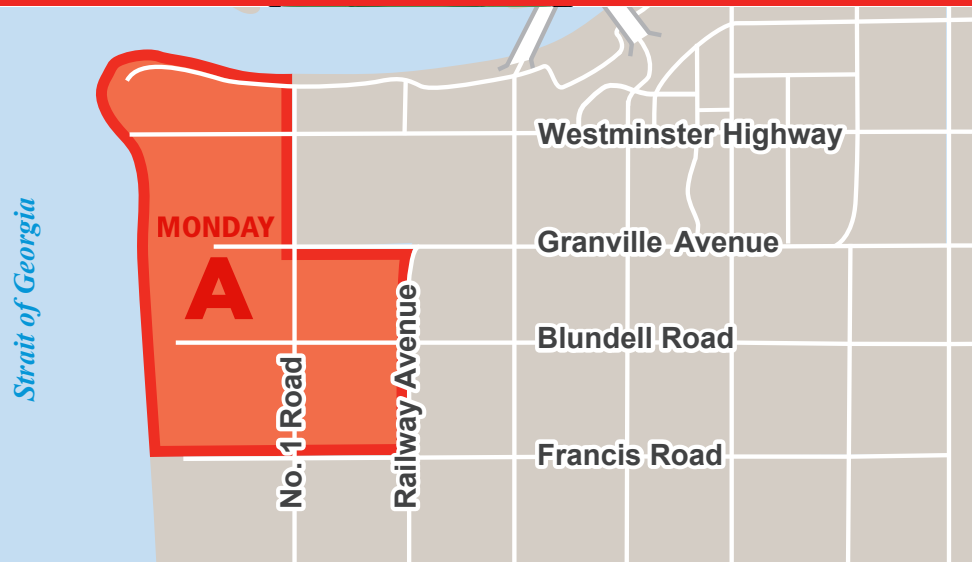 Westminster Highway
MONDAY
A
Granville Avenue
Strait of Georgia
Blundell Road
No. 1 Road
Railway Avenue
Francis Road